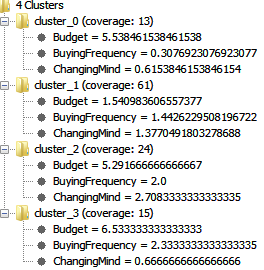 4 Clusters
cluster_0 (coverage: 13)
Budget = 5.538461538461538
BuyingFrequency = 0.3076923076923077
ChangingMind = 0.6153846153846154
cluster_1 (coverage: 61)
Budget = 1.540983606557377
BuyingFrequency = 1.4426229508196722
ChangingMind = 1.3770491803278688
cluster_2 (coverage: 24)
Budget = 5.291666666666667
BuyingFrequency = 2.0
ChangingMind = 2.7083333333333335
cluster_3 (coverage: 15)
Budget = 6.533333333333333
BuyingFrequency = 2.3333333333333335
ChangingMind = 0.6666666666666666